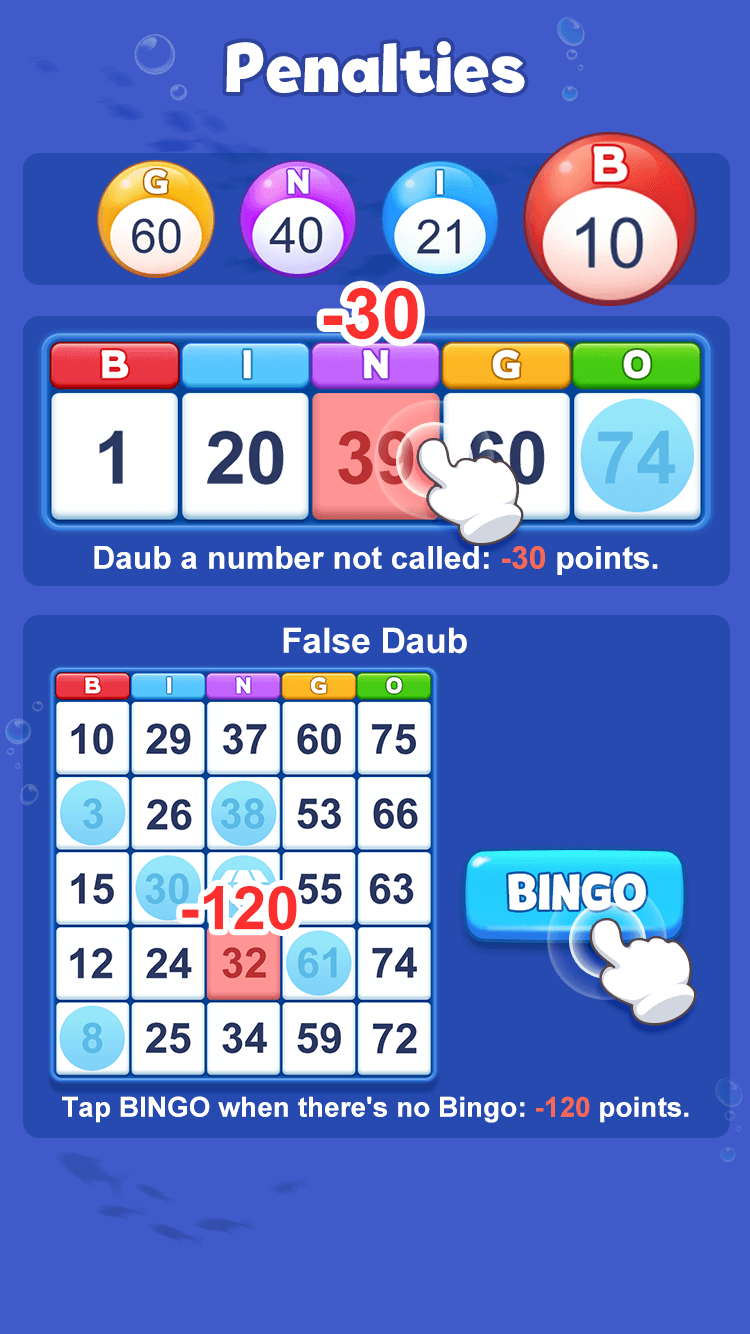 Penalties
G N I B
60 40 21 10
-30
B I N G O
1 20 39 60 74
Daub a number not called: -30 points.
False Daub
B I N G O
10 29 37 60 75
3 26 38 53 66
15 30 55 63
-120
BINGO
12 24 32 61 74
8 25 34 59 72
Tap BINGO when there's no Bingo: -120 points.